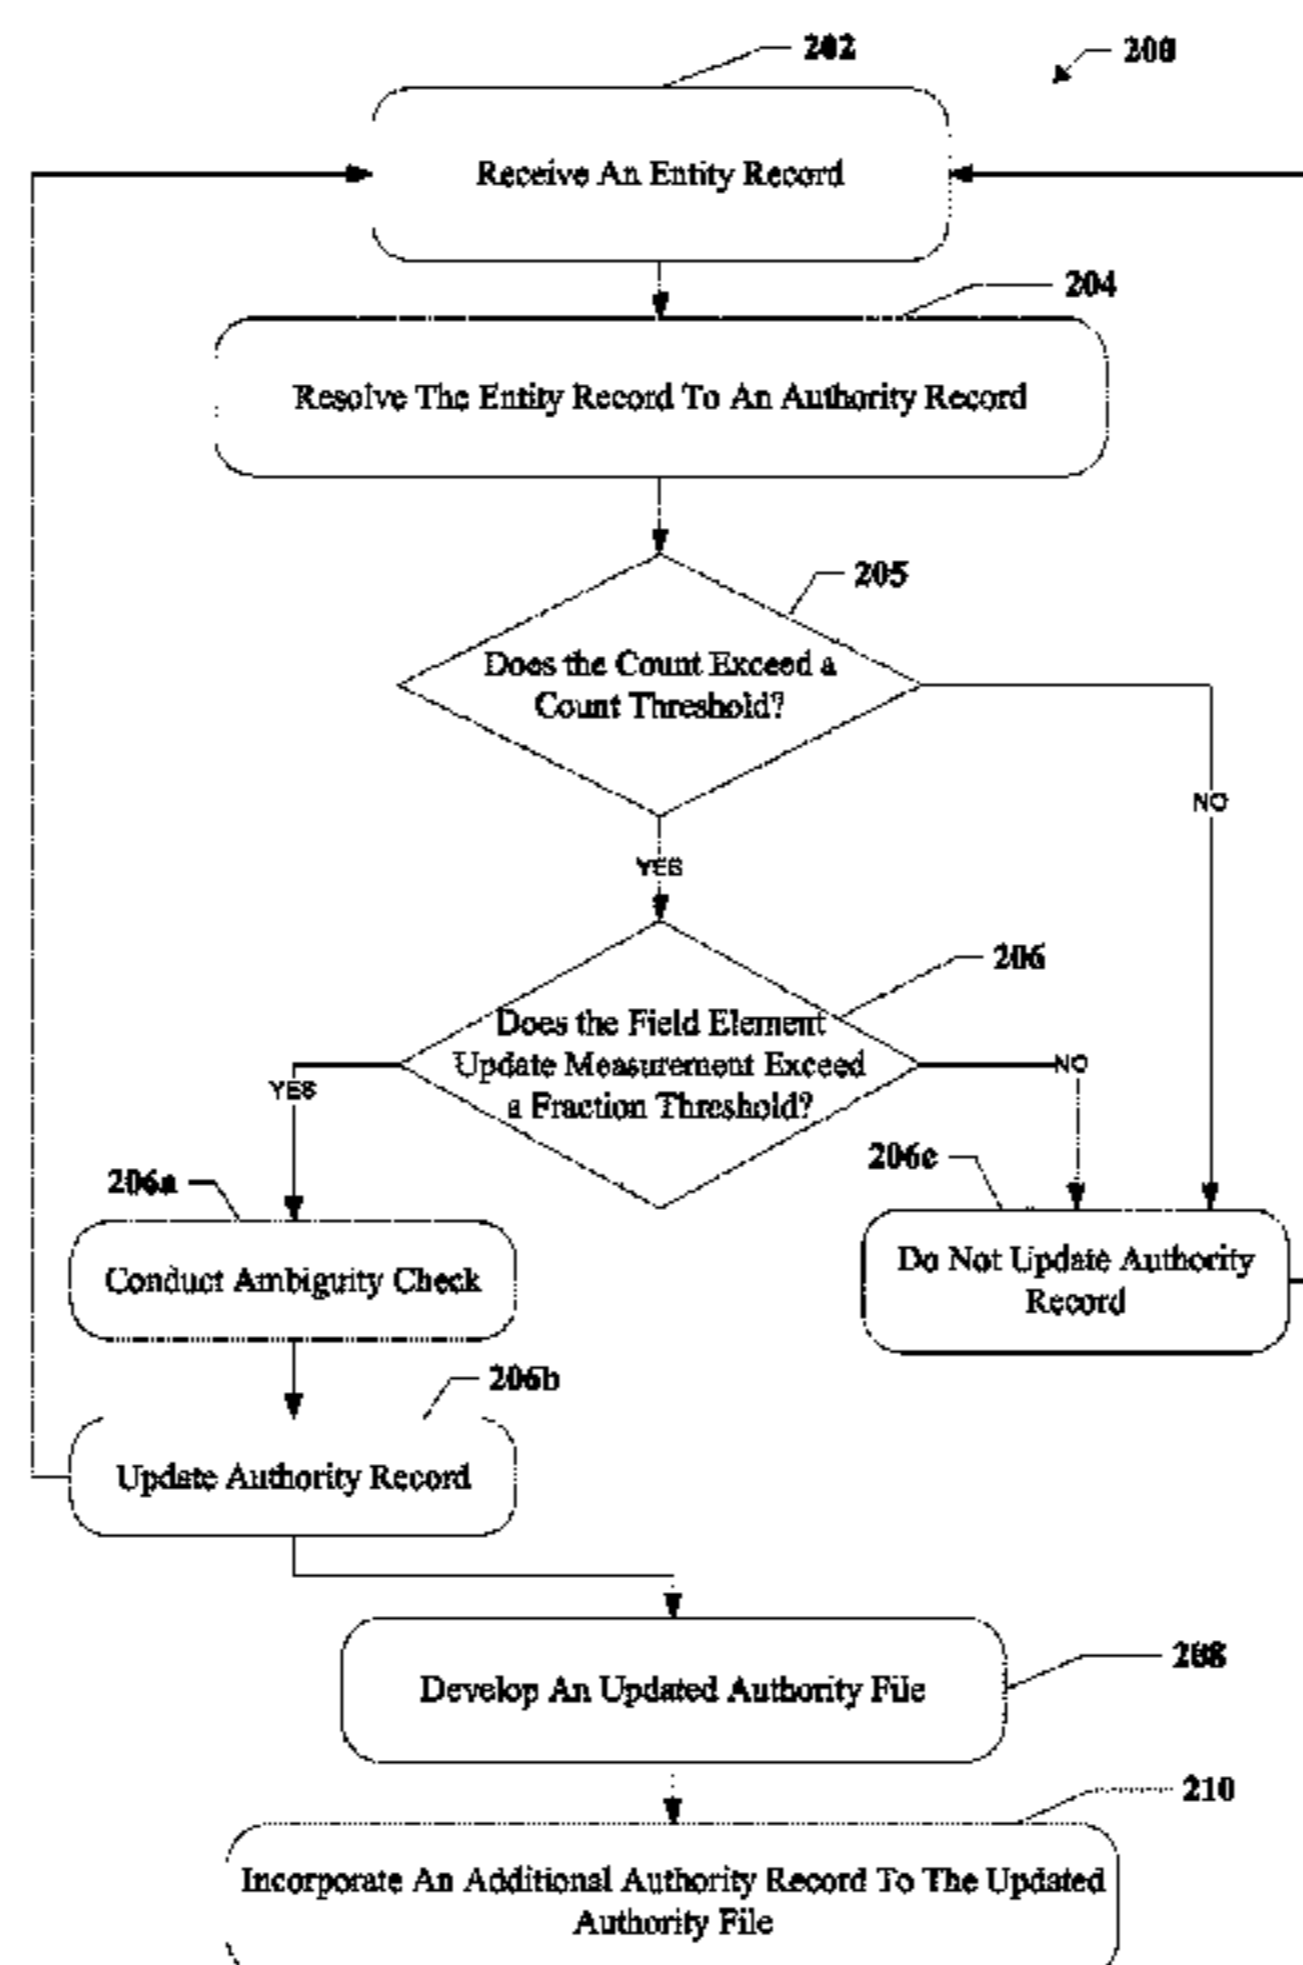 202
200
Receive An Entity Record
204
Resolve The Entity Record To An Authority Record
205
Does the Count Exceed a
Count Threshold?
NO
YES
206
Does the Field Element
Update Measurement Exceed
a Fraction Threshold?
YES
NO
206a
206c
Conduct Ambiguity Check
Do Not Update Authority
Record
206b
Update Authority Record
208
Develop An Updated Authority File
210
Incorporate An Additional Authority Record To The Updated
Authority File